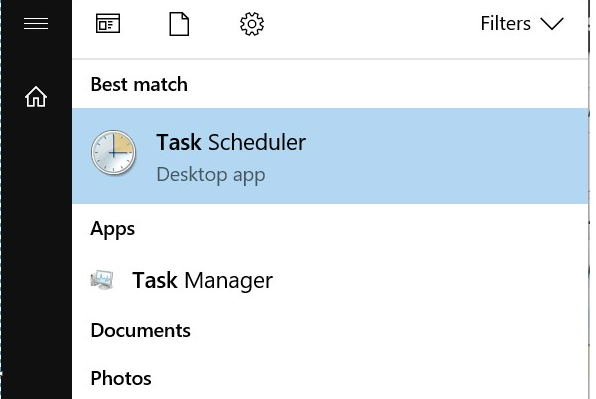 Filters
Best match
Task Scheduler
Desktop app
Apps
Task Manager
Documents
Photos